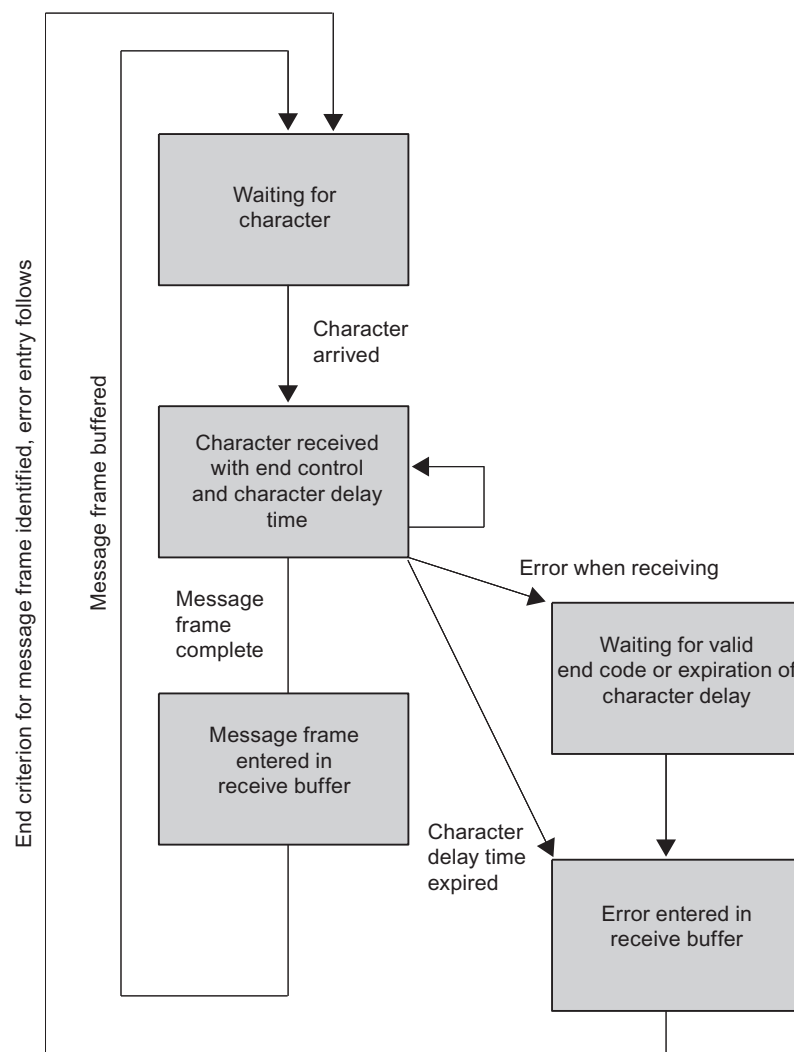 Waiting for
character
Character
arrived
Character received
with end control
and character delay
time
Error when receiving
Message
frame
complete
Waiting for valid
end code or expiration of
character delay
Message frame
entered in
receive buffer
Character
delay time
expired
Error entered in
receive buffer
Message frame buffered
End criterion for message frame identified, error entry follows